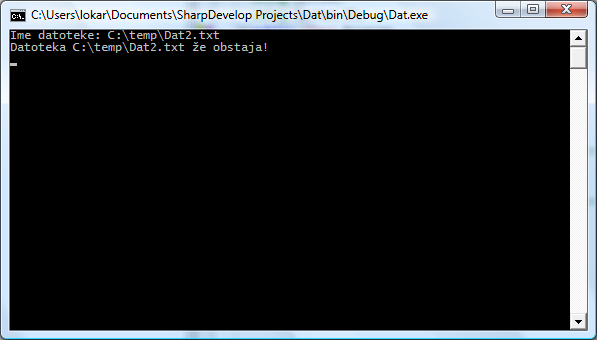 C:\Users\lokar\Documents\SharpDevelop Projects\Dat\bin\Debug\Dat.exe
Ime datoteke: C:\temp\Dat2.txt
Datoteka C:\temp\Dat2.txt že obstaja!